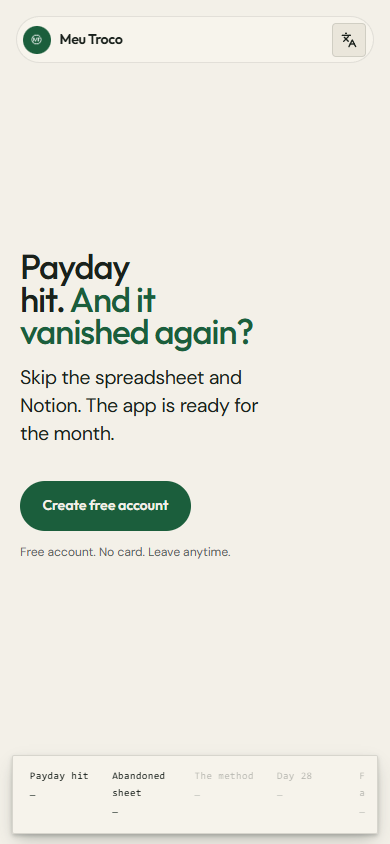 Meu Troco
Payday
hit. And it
vanished again?
Skip the spreadsheet and
Notion. The app is ready for
the month.
Create free account
Free account. No card. Leave anytime.
Payday hit
Abandoned
sheet
The method
Day 28
F
a